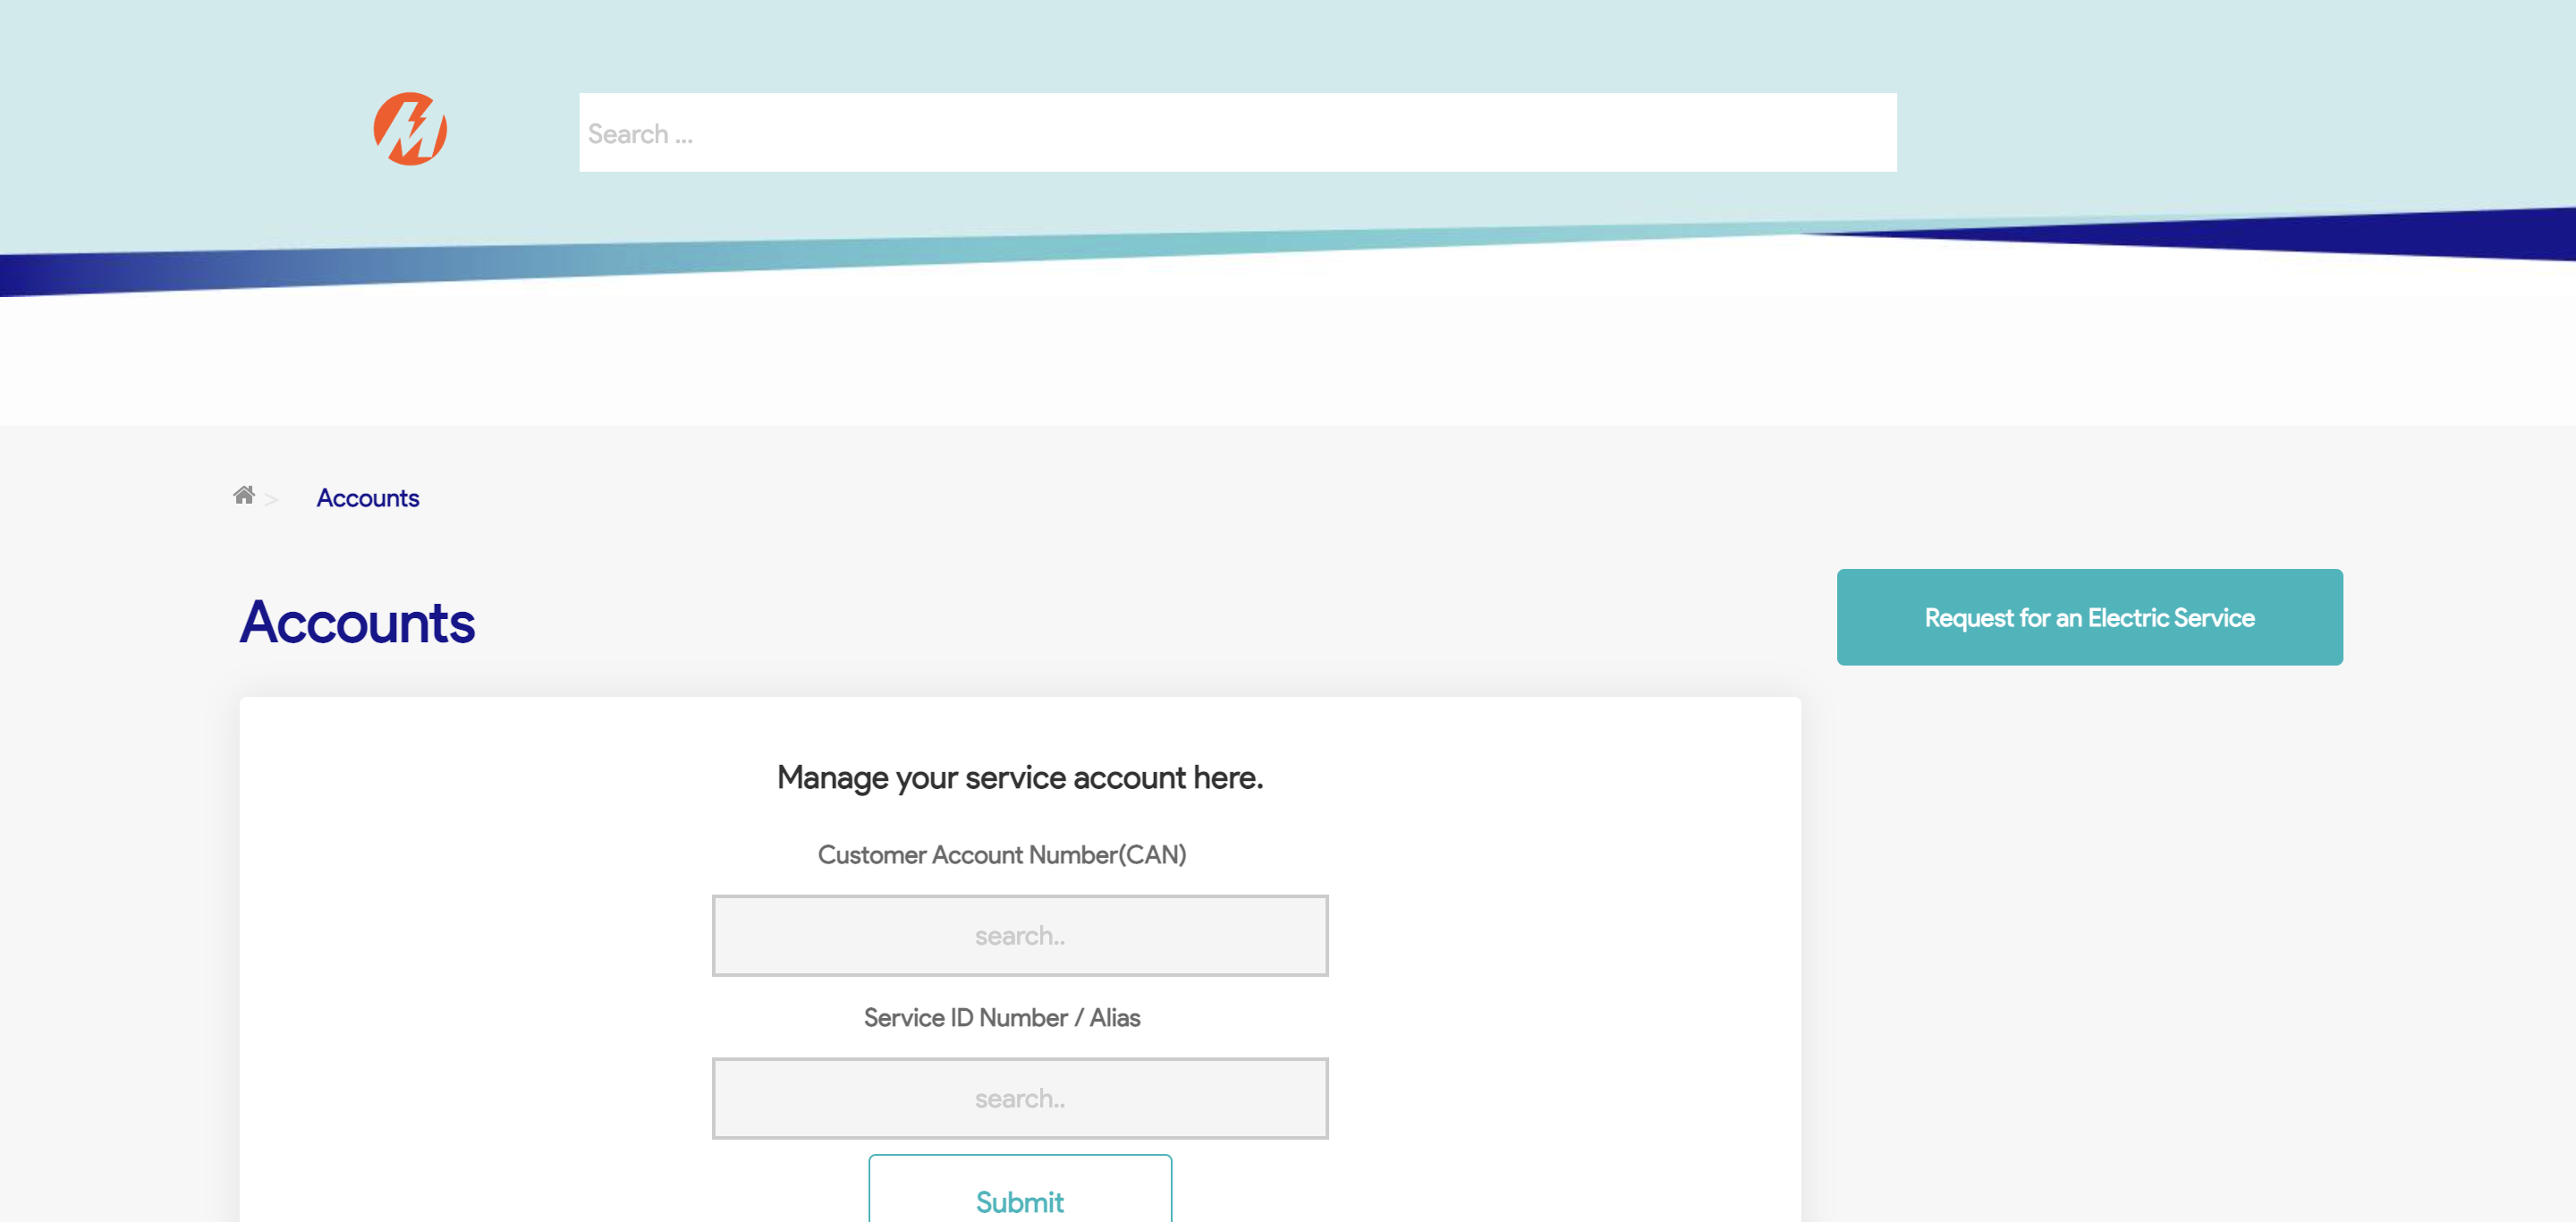 Search ...
> Accounts
Accounts
Request for an Electric Service
Manage your service account here.
Customer Account Number(CAN)
search..
Service ID Number / Alias
search..
Submit